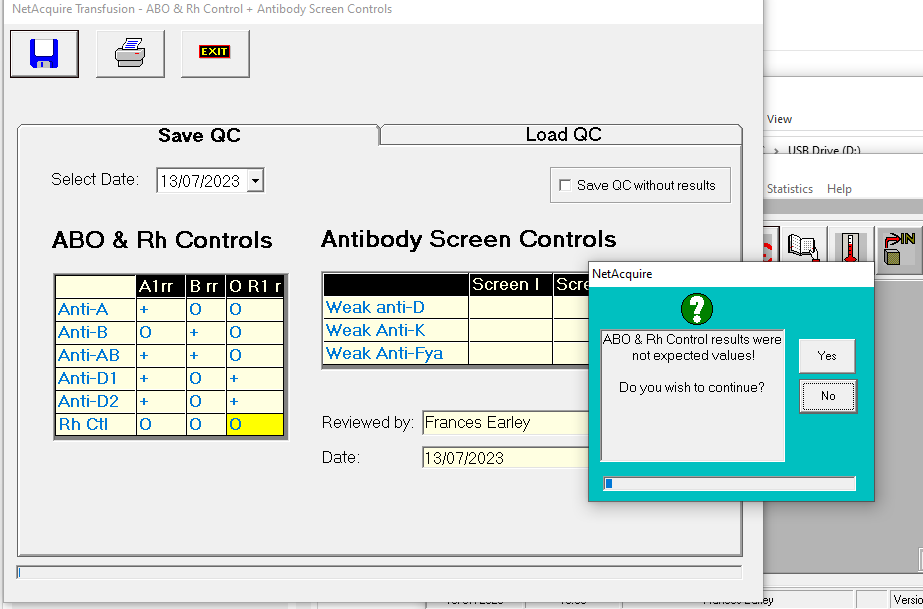 NetAcquire Transfusion - ABO & Rh Control + Antibody Screen Controls
EXIT
View
USB Drive (D:)
Save QC
Load QC
Select Date: 13/07/2023
Save QC without results
Statistics Help
IN
ABO & Rh Controls
Antibody Screen Controls
A1rr B rr O R1 r
Anti-A + O O
Anti-B O + O
Anti-AB + + O
Anti-D1 + O +
Anti-D2 + O +
Rh Ctl O O O
Screen I Scre
Weak anti-D
Weak Anti-K
Weak Anti-Fya
NetAcquire
?
ABO & Rh Control results were
not expected values!
Do you wish to continue?
Yes
No
Reviewed by: Frances Earley
Date: 13/07/2023
Frances Earley
Versio